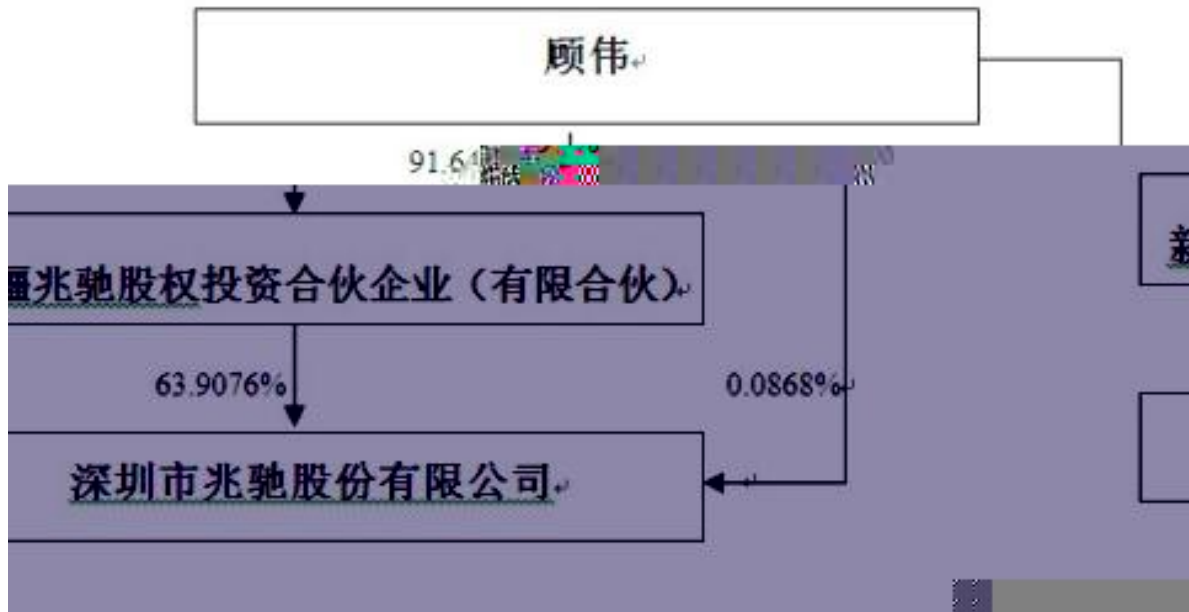 顾伟
91.64
疆兆驰股权投资合伙企业（有限合伙）
新
63.9076%
0.0868%
深圳市兆驰股份有限公司